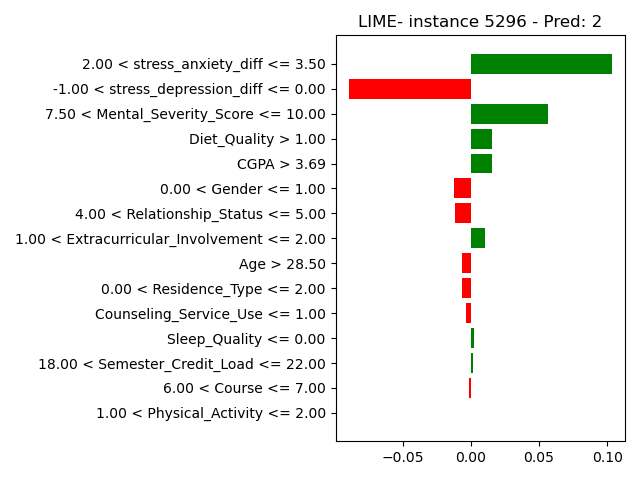 LIME- instance 5296 - Pred: 2
2.00 < stress_anxiety_diff <= 3.50
-1.00 < stress_depression_diff <= 0.00
7.50 < Mental_Severity_Score <= 10.00
Diet_Quality > 1.00
CGPA > 3.69
0.00 < Gender <= 1.00
4.00 < Relationship_Status <= 5.00
1.00 < Extracurricular_Involvement <= 2.00
Age > 28.50
0.00 < Residence_Type <= 2.00
Counseling_Service_Use <= 1.00
Sleep_Quality <= 0.00
18.00 < Semester_Credit_Load <= 22.00
6.00 < Course <= 7.00
1.00 < Physical_Activity <= 2.00
−0.05 0.00 0.05 0.10